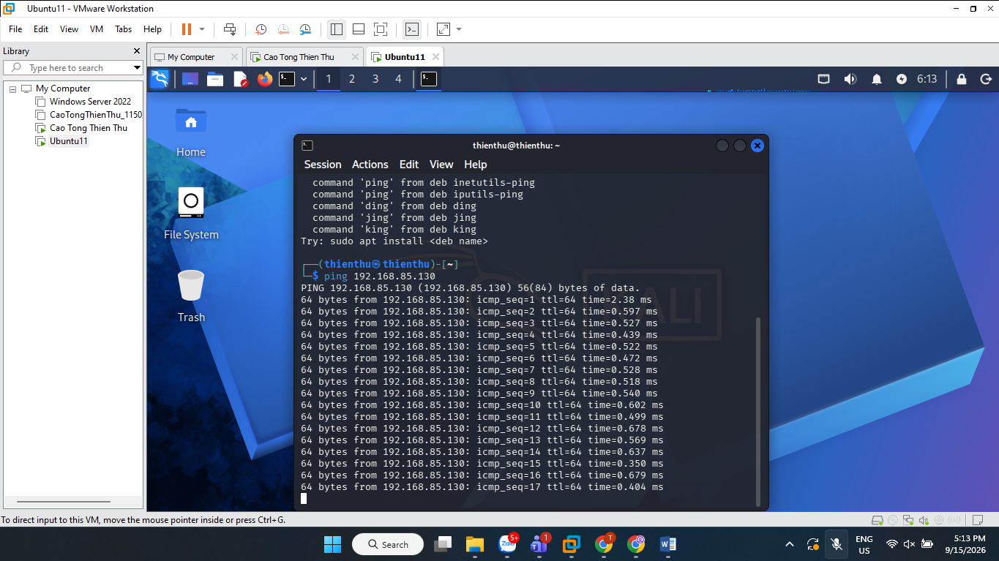 Ubuntu11 - VMware Workstation
File Edit View VM Tabs Help
Library
Type here to search
My Computer
Windows Server 2022
CaoTongThienThu_1150
Cao Tong Thien Thu
Ubuntu11
My Computer
Cao Tong Thien Thu
Ubuntu11
1 2 3 4
6:13
Home
File System
Trash
thienthu@thienthu: ~
Session Actions Edit View Help
command 'ping' from deb inetutils-ping
command 'ping' from deb iputils-ping
command 'ding' from deb ding
command 'jing' from deb jing
command 'king' from deb king
Try: sudo apt install <deb name>
┌──(thienthu㉿thienthu)-[~]
└─$ ping 192.168.85.130
PING 192.168.85.130 (192.168.85.130) 56(84) bytes of data.
64 bytes from 192.168.85.130: icmp_seq=1 ttl=64 time=2.38 ms
64 bytes from 192.168.85.130: icmp_seq=2 ttl=64 time=0.597 ms
64 bytes from 192.168.85.130: icmp_seq=3 ttl=64 time=0.527 ms
64 bytes from 192.168.85.130: icmp_seq=4 ttl=64 time=0.439 ms
64 bytes from 192.168.85.130: icmp_seq=5 ttl=64 time=0.522 ms
64 bytes from 192.168.85.130: icmp_seq=6 ttl=64 time=0.472 ms
64 bytes from 192.168.85.130: icmp_seq=7 ttl=64 time=0.528 ms
64 bytes from 192.168.85.130: icmp_seq=8 ttl=64 time=0.518 ms
64 bytes from 192.168.85.130: icmp_seq=9 ttl=64 time=0.540 ms
64 bytes from 192.168.85.130: icmp_seq=10 ttl=64 time=0.602 ms
64 bytes from 192.168.85.130: icmp_seq=11 ttl=64 time=0.499 ms
64 bytes from 192.168.85.130: icmp_seq=12 ttl=64 time=0.678 ms
64 bytes from 192.168.85.130: icmp_seq=13 ttl=64 time=0.569 ms
64 bytes from 192.168.85.130: icmp_seq=14 ttl=64 time=0.637 ms
64 bytes from 192.168.85.130: icmp_seq=15 ttl=64 time=0.350 ms
64 bytes from 192.168.85.130: icmp_seq=16 ttl=64 time=0.679 ms
64 bytes from 192.168.85.130: icmp_seq=17 ttl=64 time=0.404 ms
To direct input to this VM, move the mouse pointer inside or press Ctrl+G.
Search
Zalo
5+
1
T
ENG
US
5:13 PM
9/15/2026